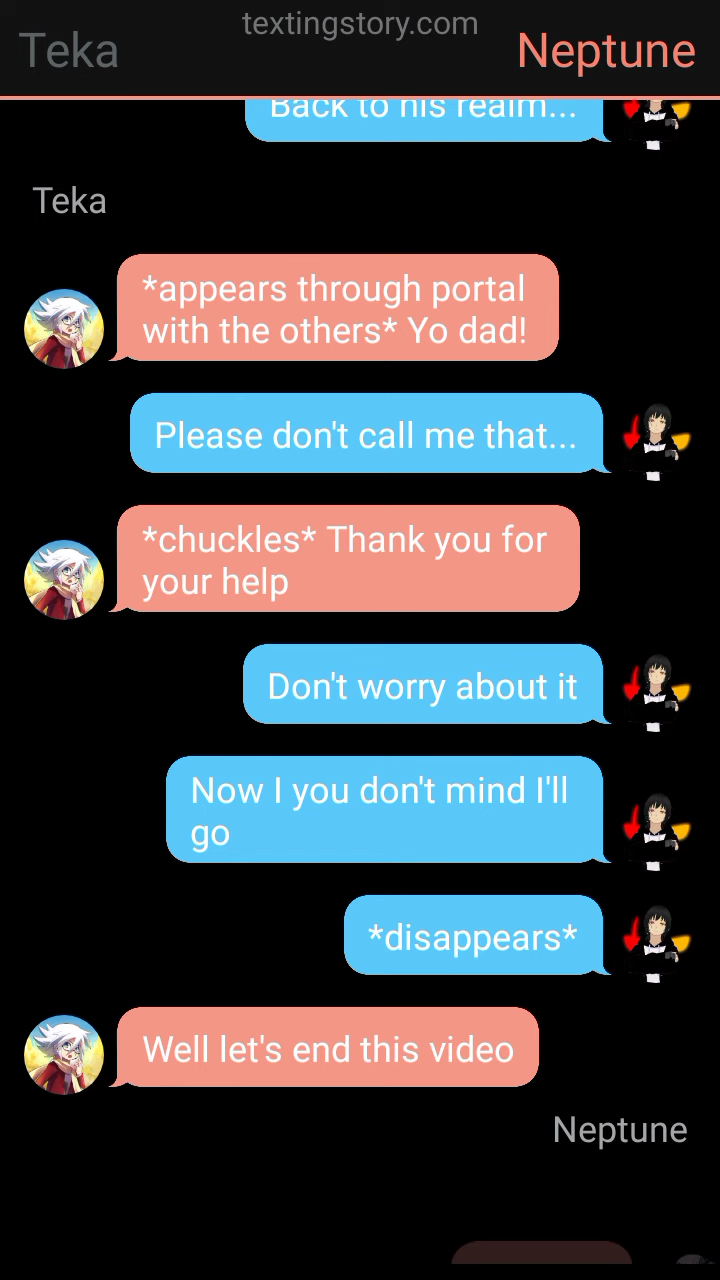 textingstory.com
Teka
Neptune
Back to his realm...
Teka
*appears through portal
with the others* Yo dad!
Please don't call me that...
*chuckles* Thank you for
your help
Don't worry about it
Now I you don't mind I'll
go
*disappears*
Well let's end this video
Neptune